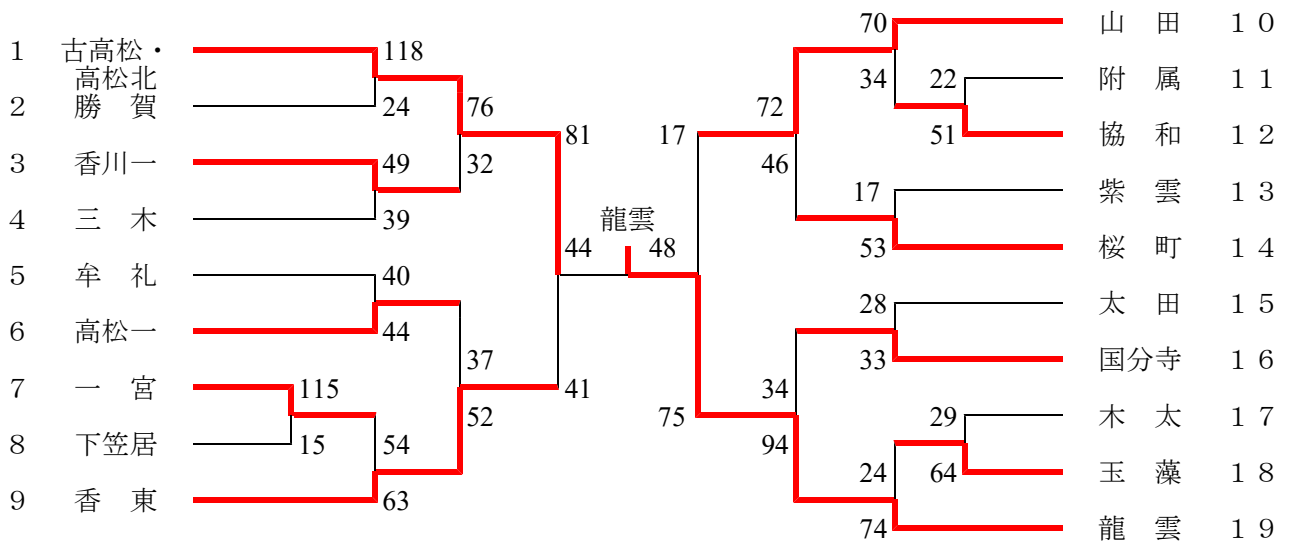 1 古高松・高松北 118
2 勝 賀 24
76
3 香川一 49
32
4 三 木 39
81
5 牟 礼 40
6 高松一 44
37
7 一 宮 115
8 下笠居 15
54
52
9 香 東 63
41
44 龍雲 48
17
75
72
46
34
94
70 山 田 10
34
22 附 属 11
51 協 和 12
17 紫 雲 13
53 桜 町 14
28 太 田 15
33 国分寺 16
29 木 太 17
24
64 玉 藻 18
74 龍 雲 19